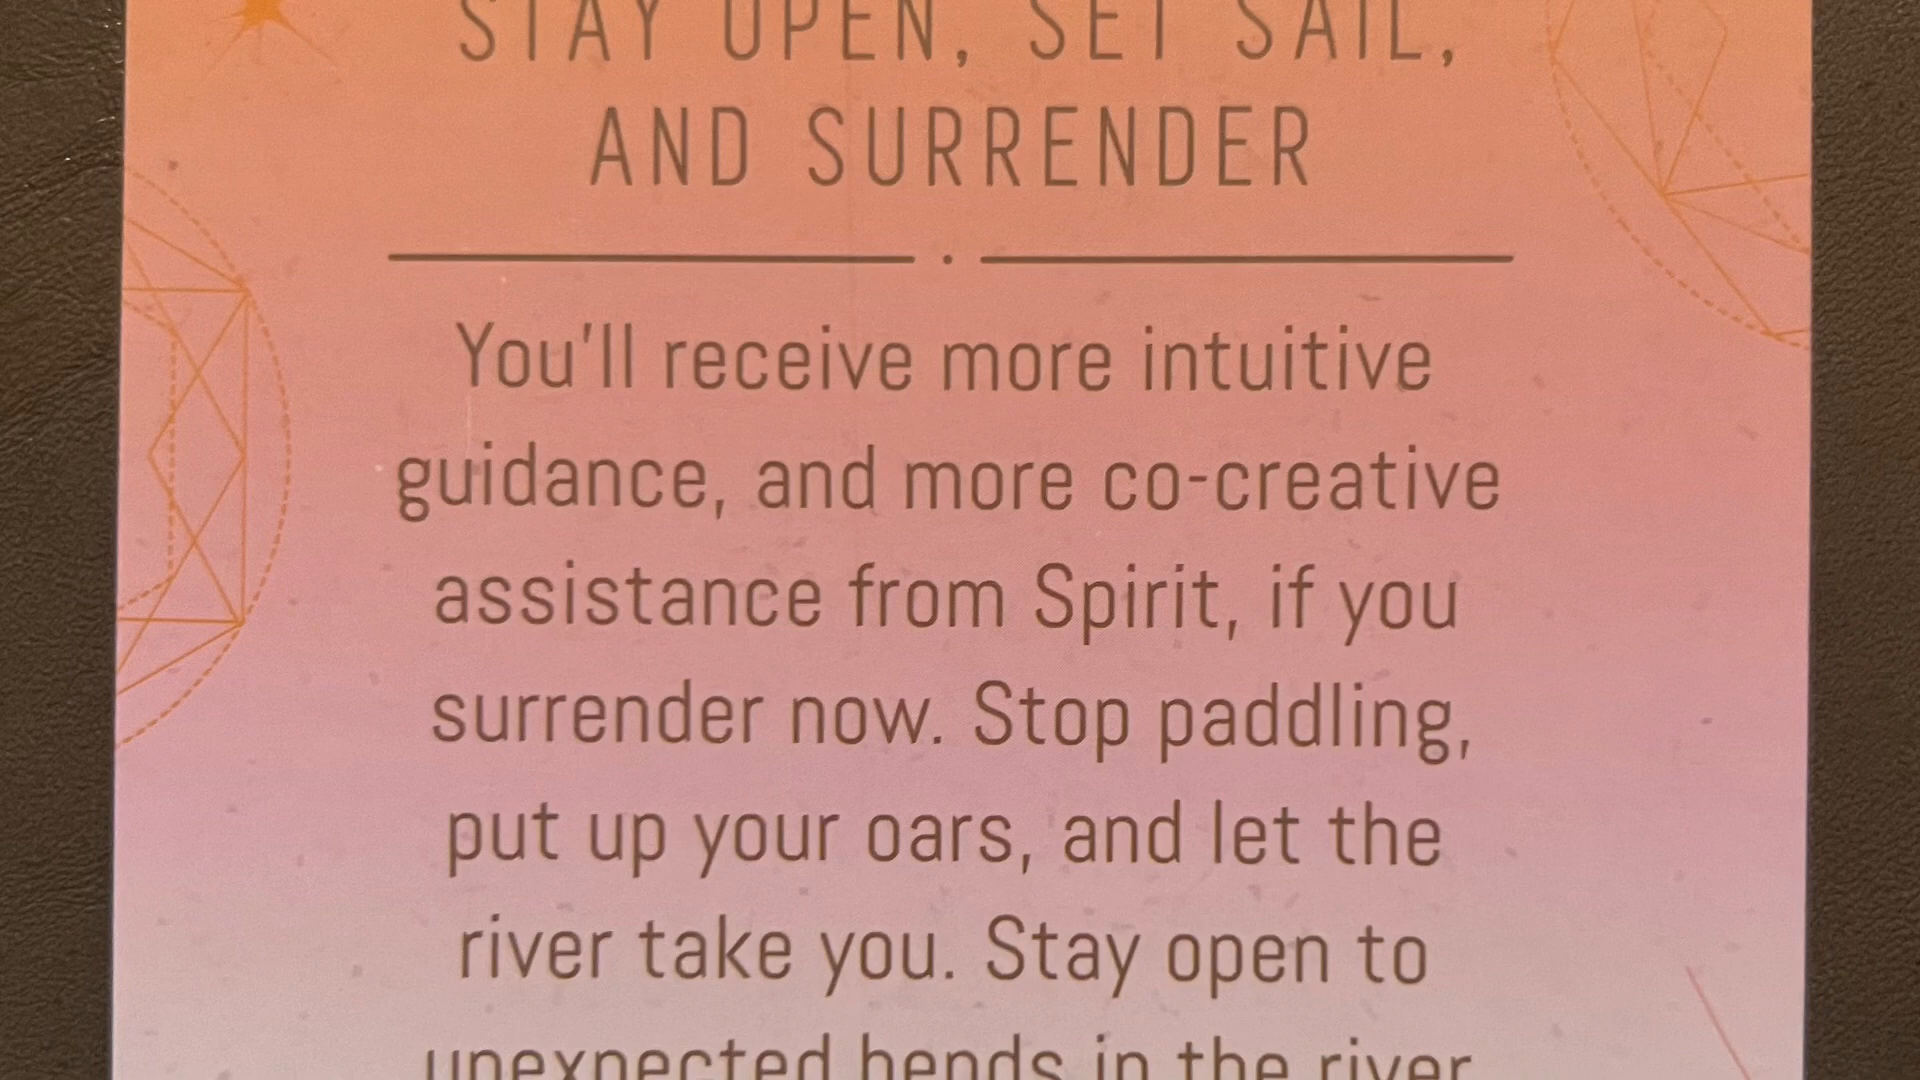 STAY OPEN, SET SAIL,
AND SURRENDER
You'll receive more intuitive
guidance, and more co-creative
assistance from Spirit, if you
surrender now. Stop paddling,
put up your oars, and let the
river take you. Stay open to
unexpected bends in the river